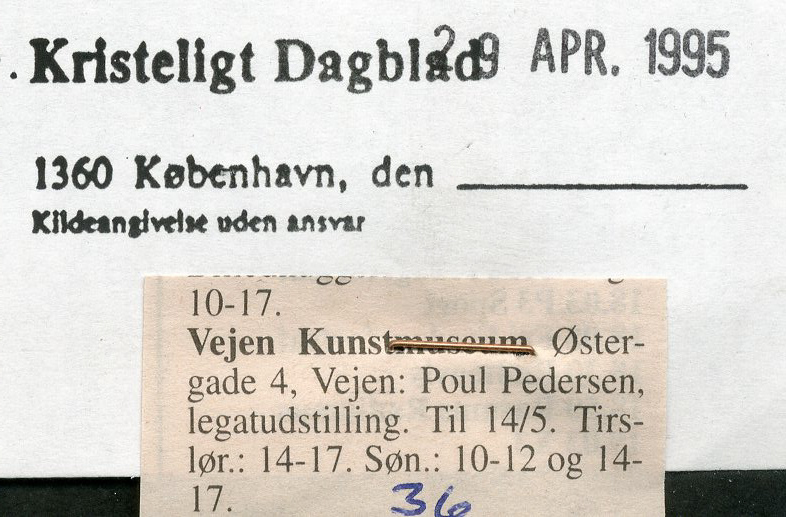 Kristeligt Dagblad 29 APR. 1995
1360 København, den
Kildeangivelse uden ansvar
10-17.
Vejen Kunstmuseum, Øster-
gade 4, Vejen: Poul Pedersen,
legatudstilling. Til 14/5. Tirs-
lør.: 14-17. Søn.: 10-12 og 14-
17.
36